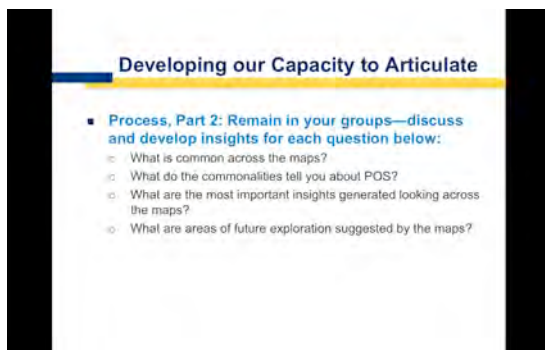 Developing our Capacity to Articulate
Process, Part 2: Remain in your groups—discuss
and develop insights for each question below:
What is common across the maps?
What do the commonalities tell you about POS?
What are the most important insights generated looking across
the maps?
What are areas of future exploration suggested by the maps?